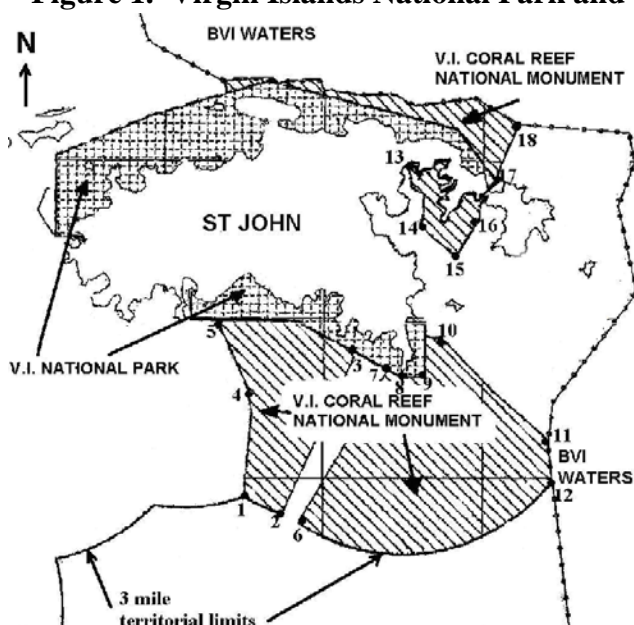 Figure 1.  Virgin Islands National Park and
N
BVI WATERS
V.I. CORAL REEF
NATIONAL MONUMENT
18
13
17
ST JOHN
14
16
15
5
10
3
V.I. NATIONAL PARK
7
8
9
4
V.I. CORAL REEF
NATIONAL MONUMENT
11
BVI
WATERS
12
1
2
6
3 mile
territorial limits